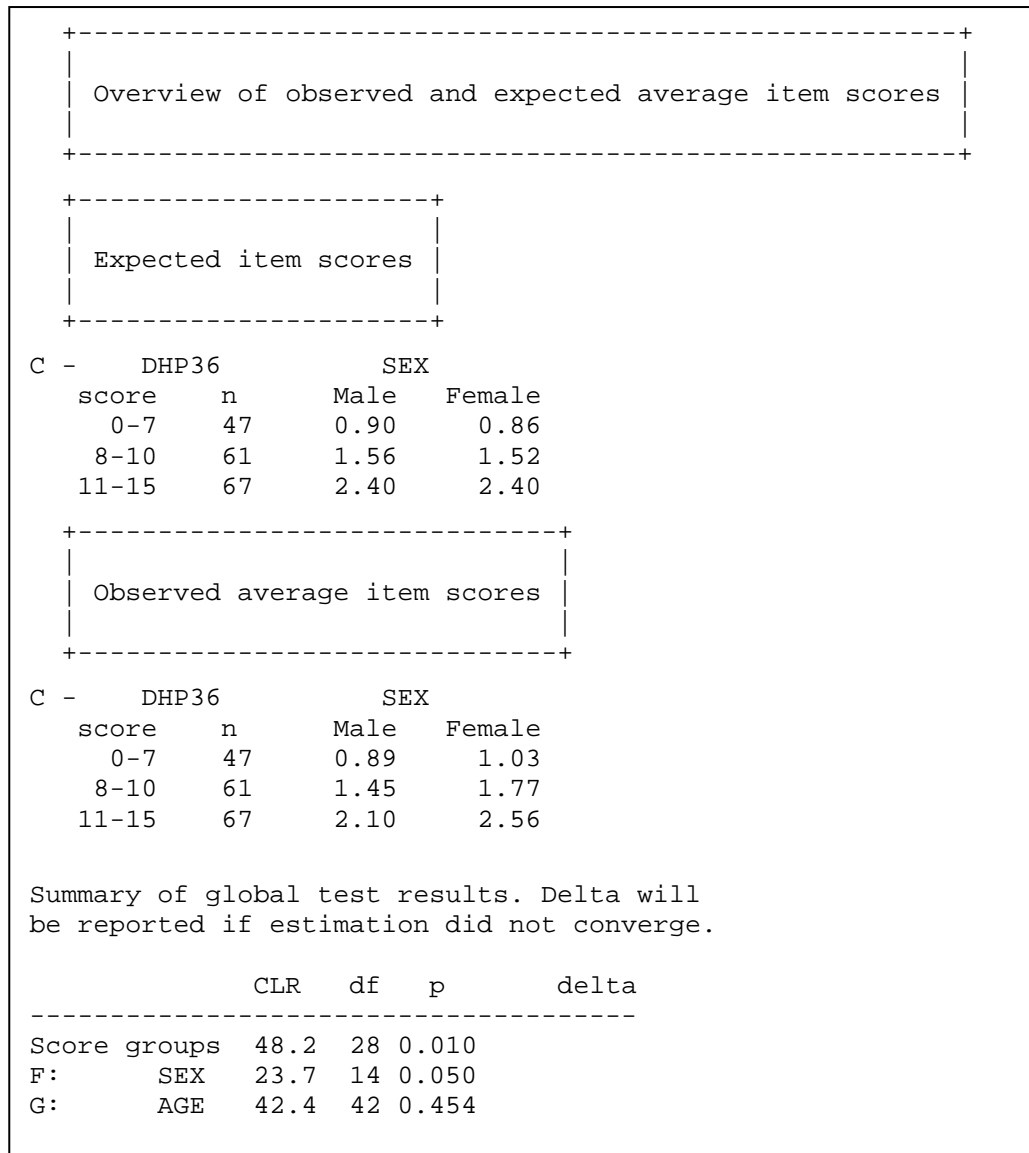 +------------------------------------------------------+
| |
| Overview of observed and expected average item scores |
| |
+------------------------------------------------------+
+----------------------+
| |
| Expected item scores |
| |
+----------------------+
C - DHP36 SEX
score n Male Female
0-7 47 0.90 0.86
8-10 61 1.56 1.52
11-15 67 2.40 2.40
+------------------------------+
| |
| Observed average item scores |
| |
+------------------------------+
C - DHP36 SEX
score n Male Female
0-7 47 0.89 1.03
8-10 61 1.45 1.77
11-15 67 2.10 2.56
Summary of global test results. Delta will
be reported if estimation did not converge.
CLR df p delta
--------------------------------------
Score groups 48.2 28 0.010
F: SEX 23.7 14 0.050
G: AGE 42.4 42 0.454